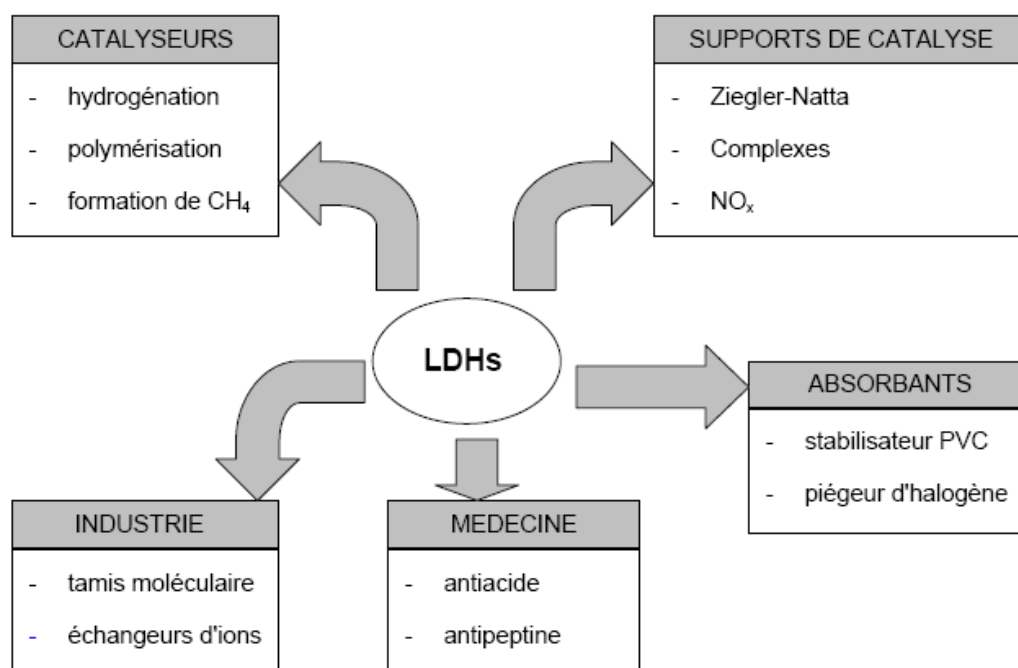 CATALYSEURS
- hydrogénation
- polymérisation
- formation de CH₄
SUPPORTS DE CATALYSE
- Ziegler-Natta
- Complexes
- NOₓ
LDHs
ABSORBANTS
- stabilisateur PVC
- piégeur d'halogène
INDUSTRIE
- tamis moléculaire
- échangeurs d'ions
MEDECINE
- antiacide
- antipeptine